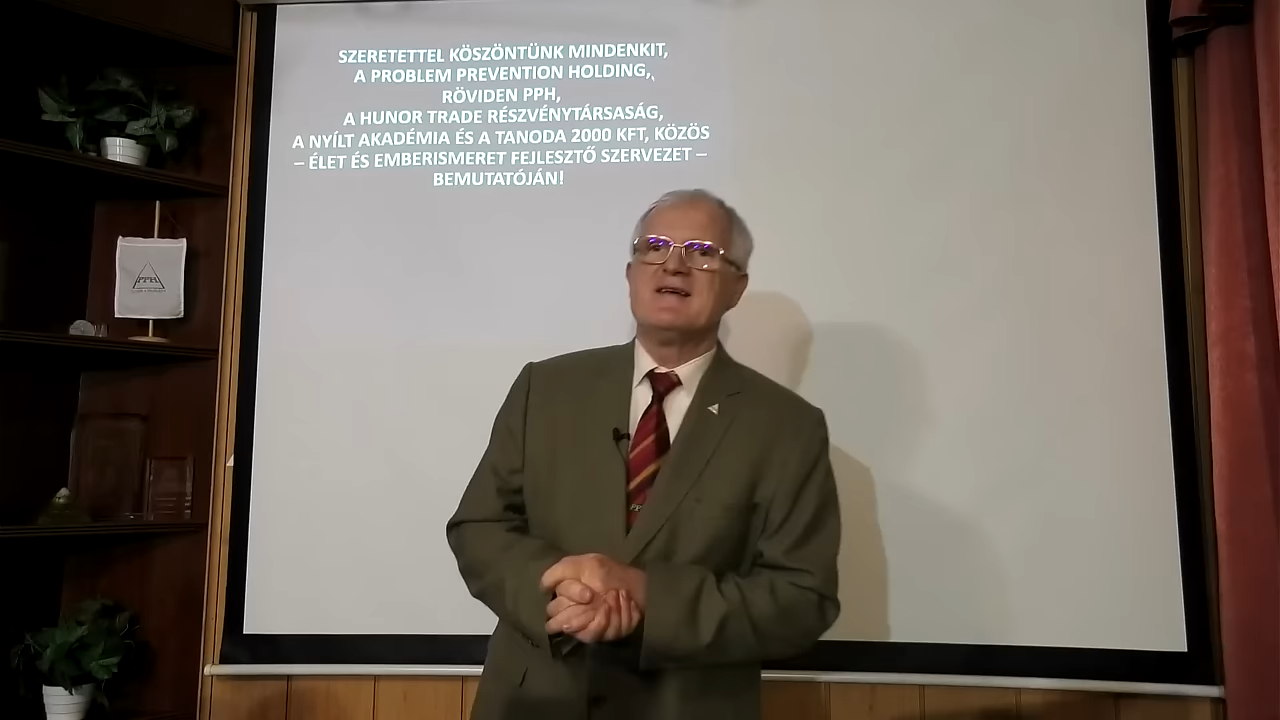 SZERETETTEL KÖSZÖNTÜNK MINDENKIT,
A PROBLEM PREVENTION HOLDING,
RÖVIDEN PPH,
A HUNOR TRADE RÉSZVÉNYTÁRSASÁG,
A NYÍLT AKADÉMIA ÉS A TANODA 2000 KFT, KÖZÖS
– ÉLET ÉS EMBERISMERET FEJLESZTŐ SZERVEZET –
BEMUTATÓJÁN!
PPH